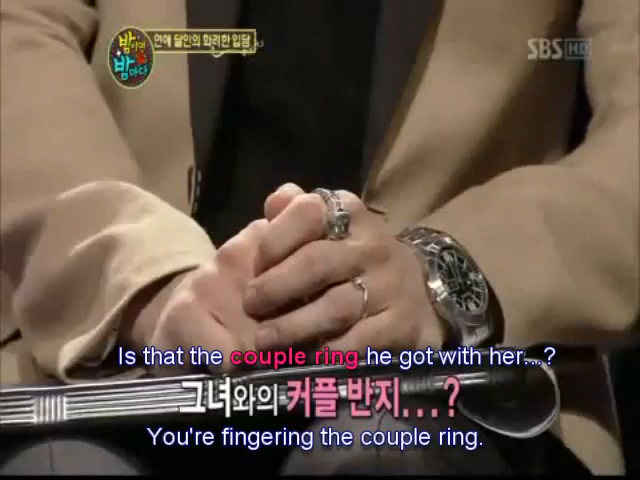 밤이면 밤마다
연애 달인의 화려한 입담
SBS HD
Is that the couple ring he got with her...?
그녀와의 커플 반지...?
You're fingering the couple ring.